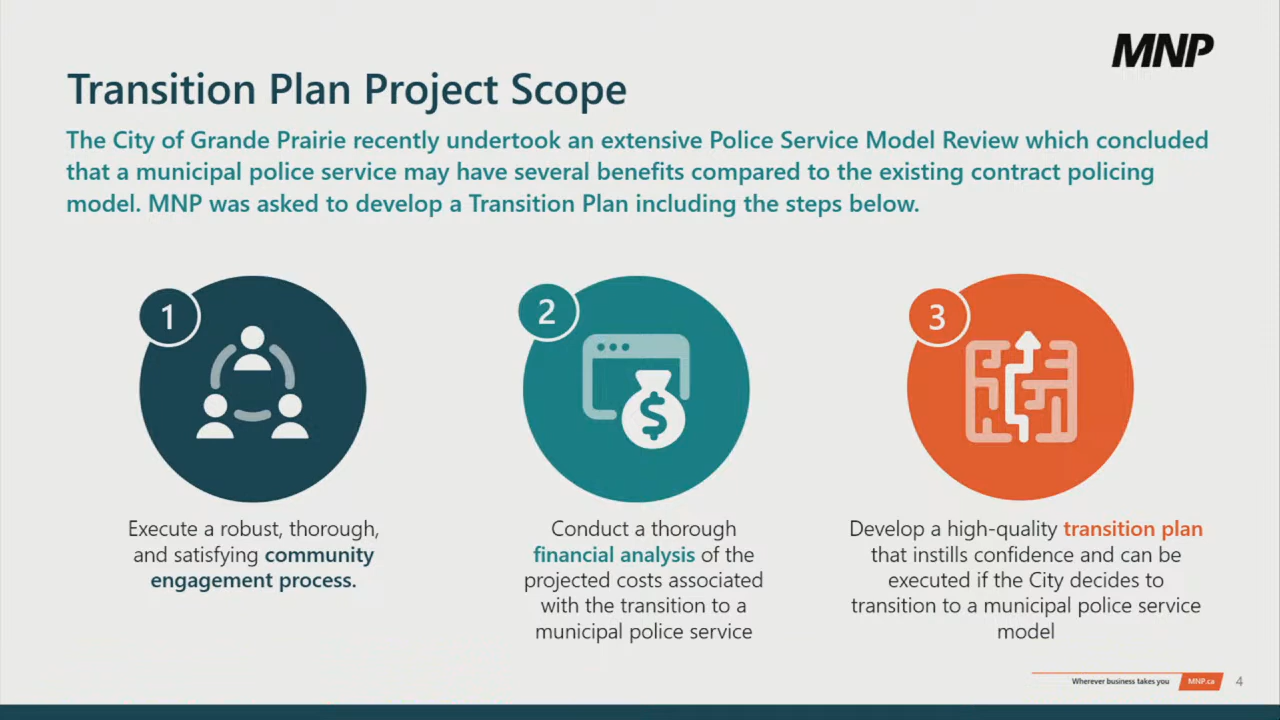 MNP
Transition Plan Project Scope
The City of Grande Prairie recently undertook an extensive Police Service Model Review which concluded
that a municipal police service may have several benefits compared to the existing contract policing
model. MNP was asked to develop a Transition Plan including the steps below.
1
Execute a robust, thorough,
and satisfying community
engagement process.
2
$
Conduct a thorough
financial analysis of the
projected costs associated
with the transition to a
municipal police service
3
Develop a high-quality transition plan
that instills confidence and can be
executed if the City decides to
transition to a municipal police service
model
Wherever business takes you
MNP.ca
4